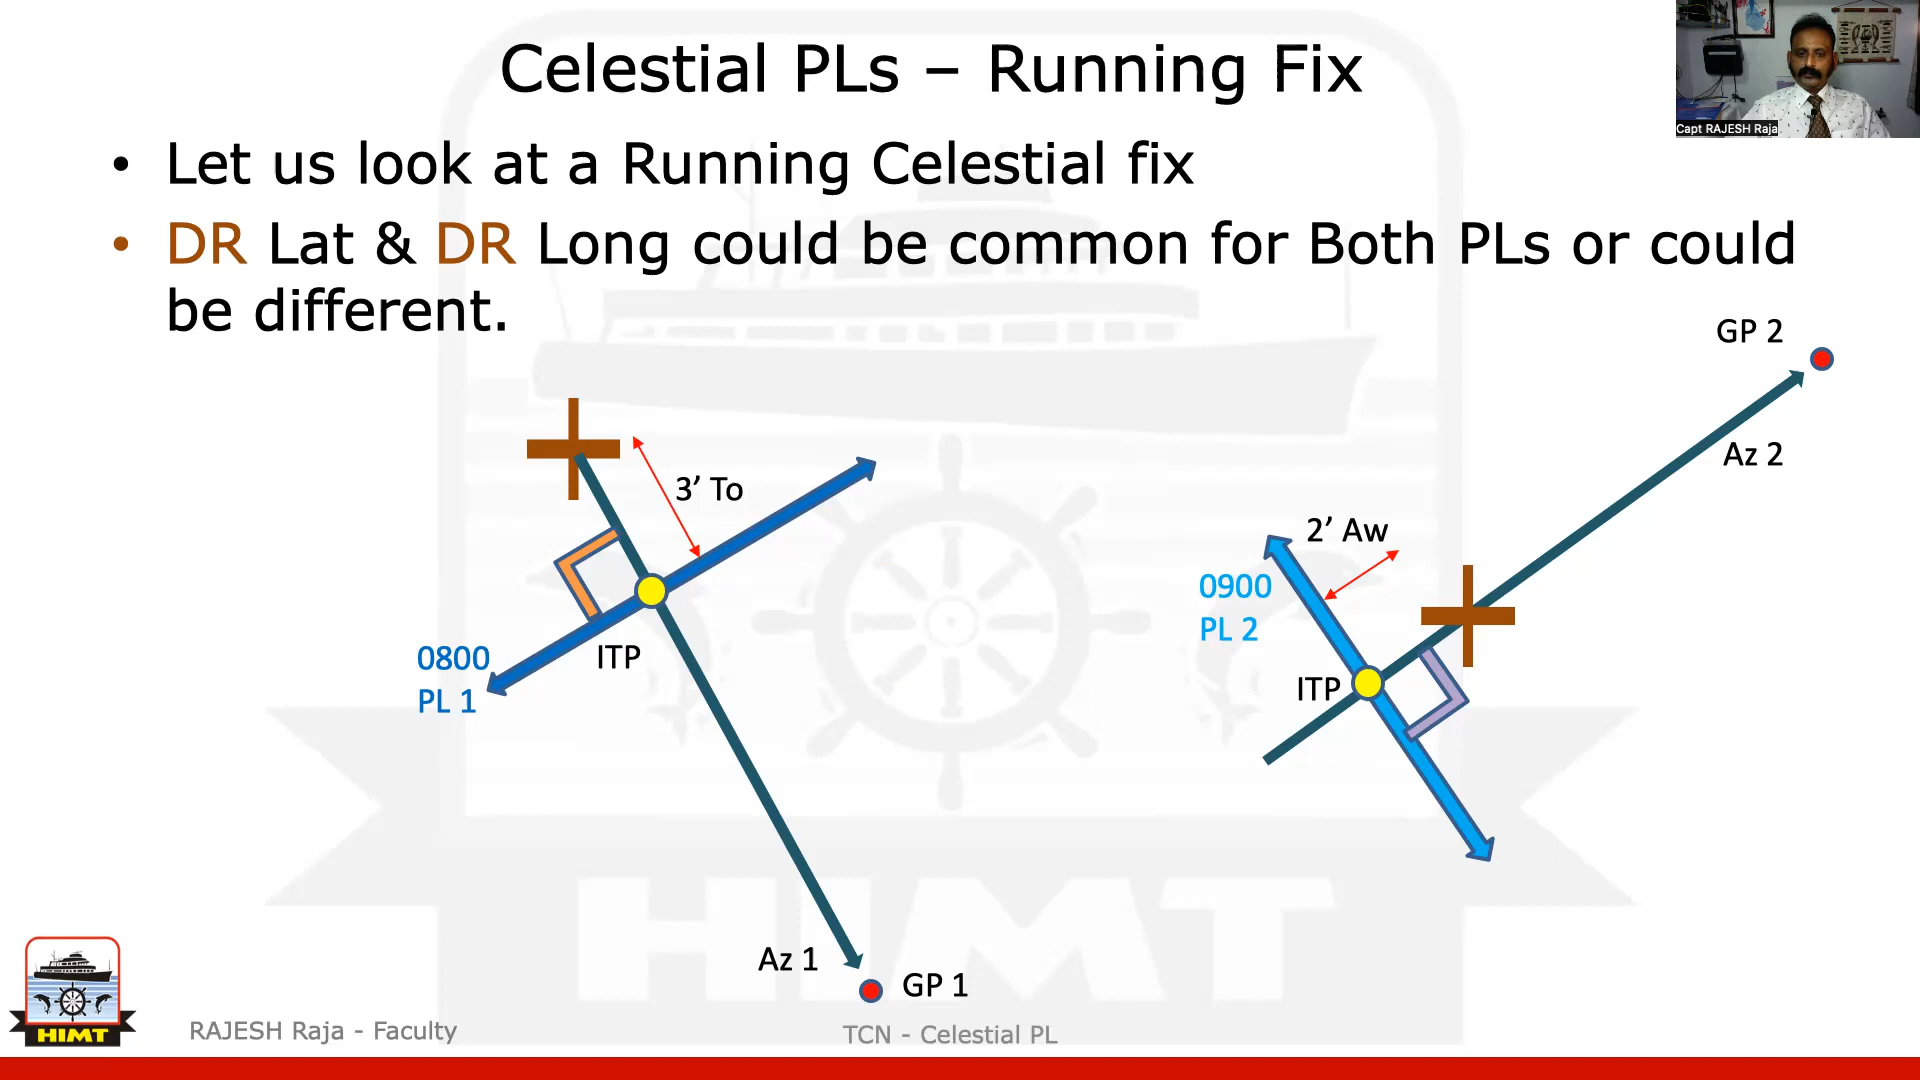 Celestial PLs – Running Fix
Capt RAJESH Raja
• Let us look at a Running Celestial fix
• DR Lat & DR Long could be common for Both PLs or could
be different.
GP 2
Az 2
3’ To
2’ Aw
0900
PL 2
0800
PL 1
ITP
ITP
Az 1
GP 1
HIMT
HIMT
RAJESH Raja - Faculty
TCN - Celestial PL